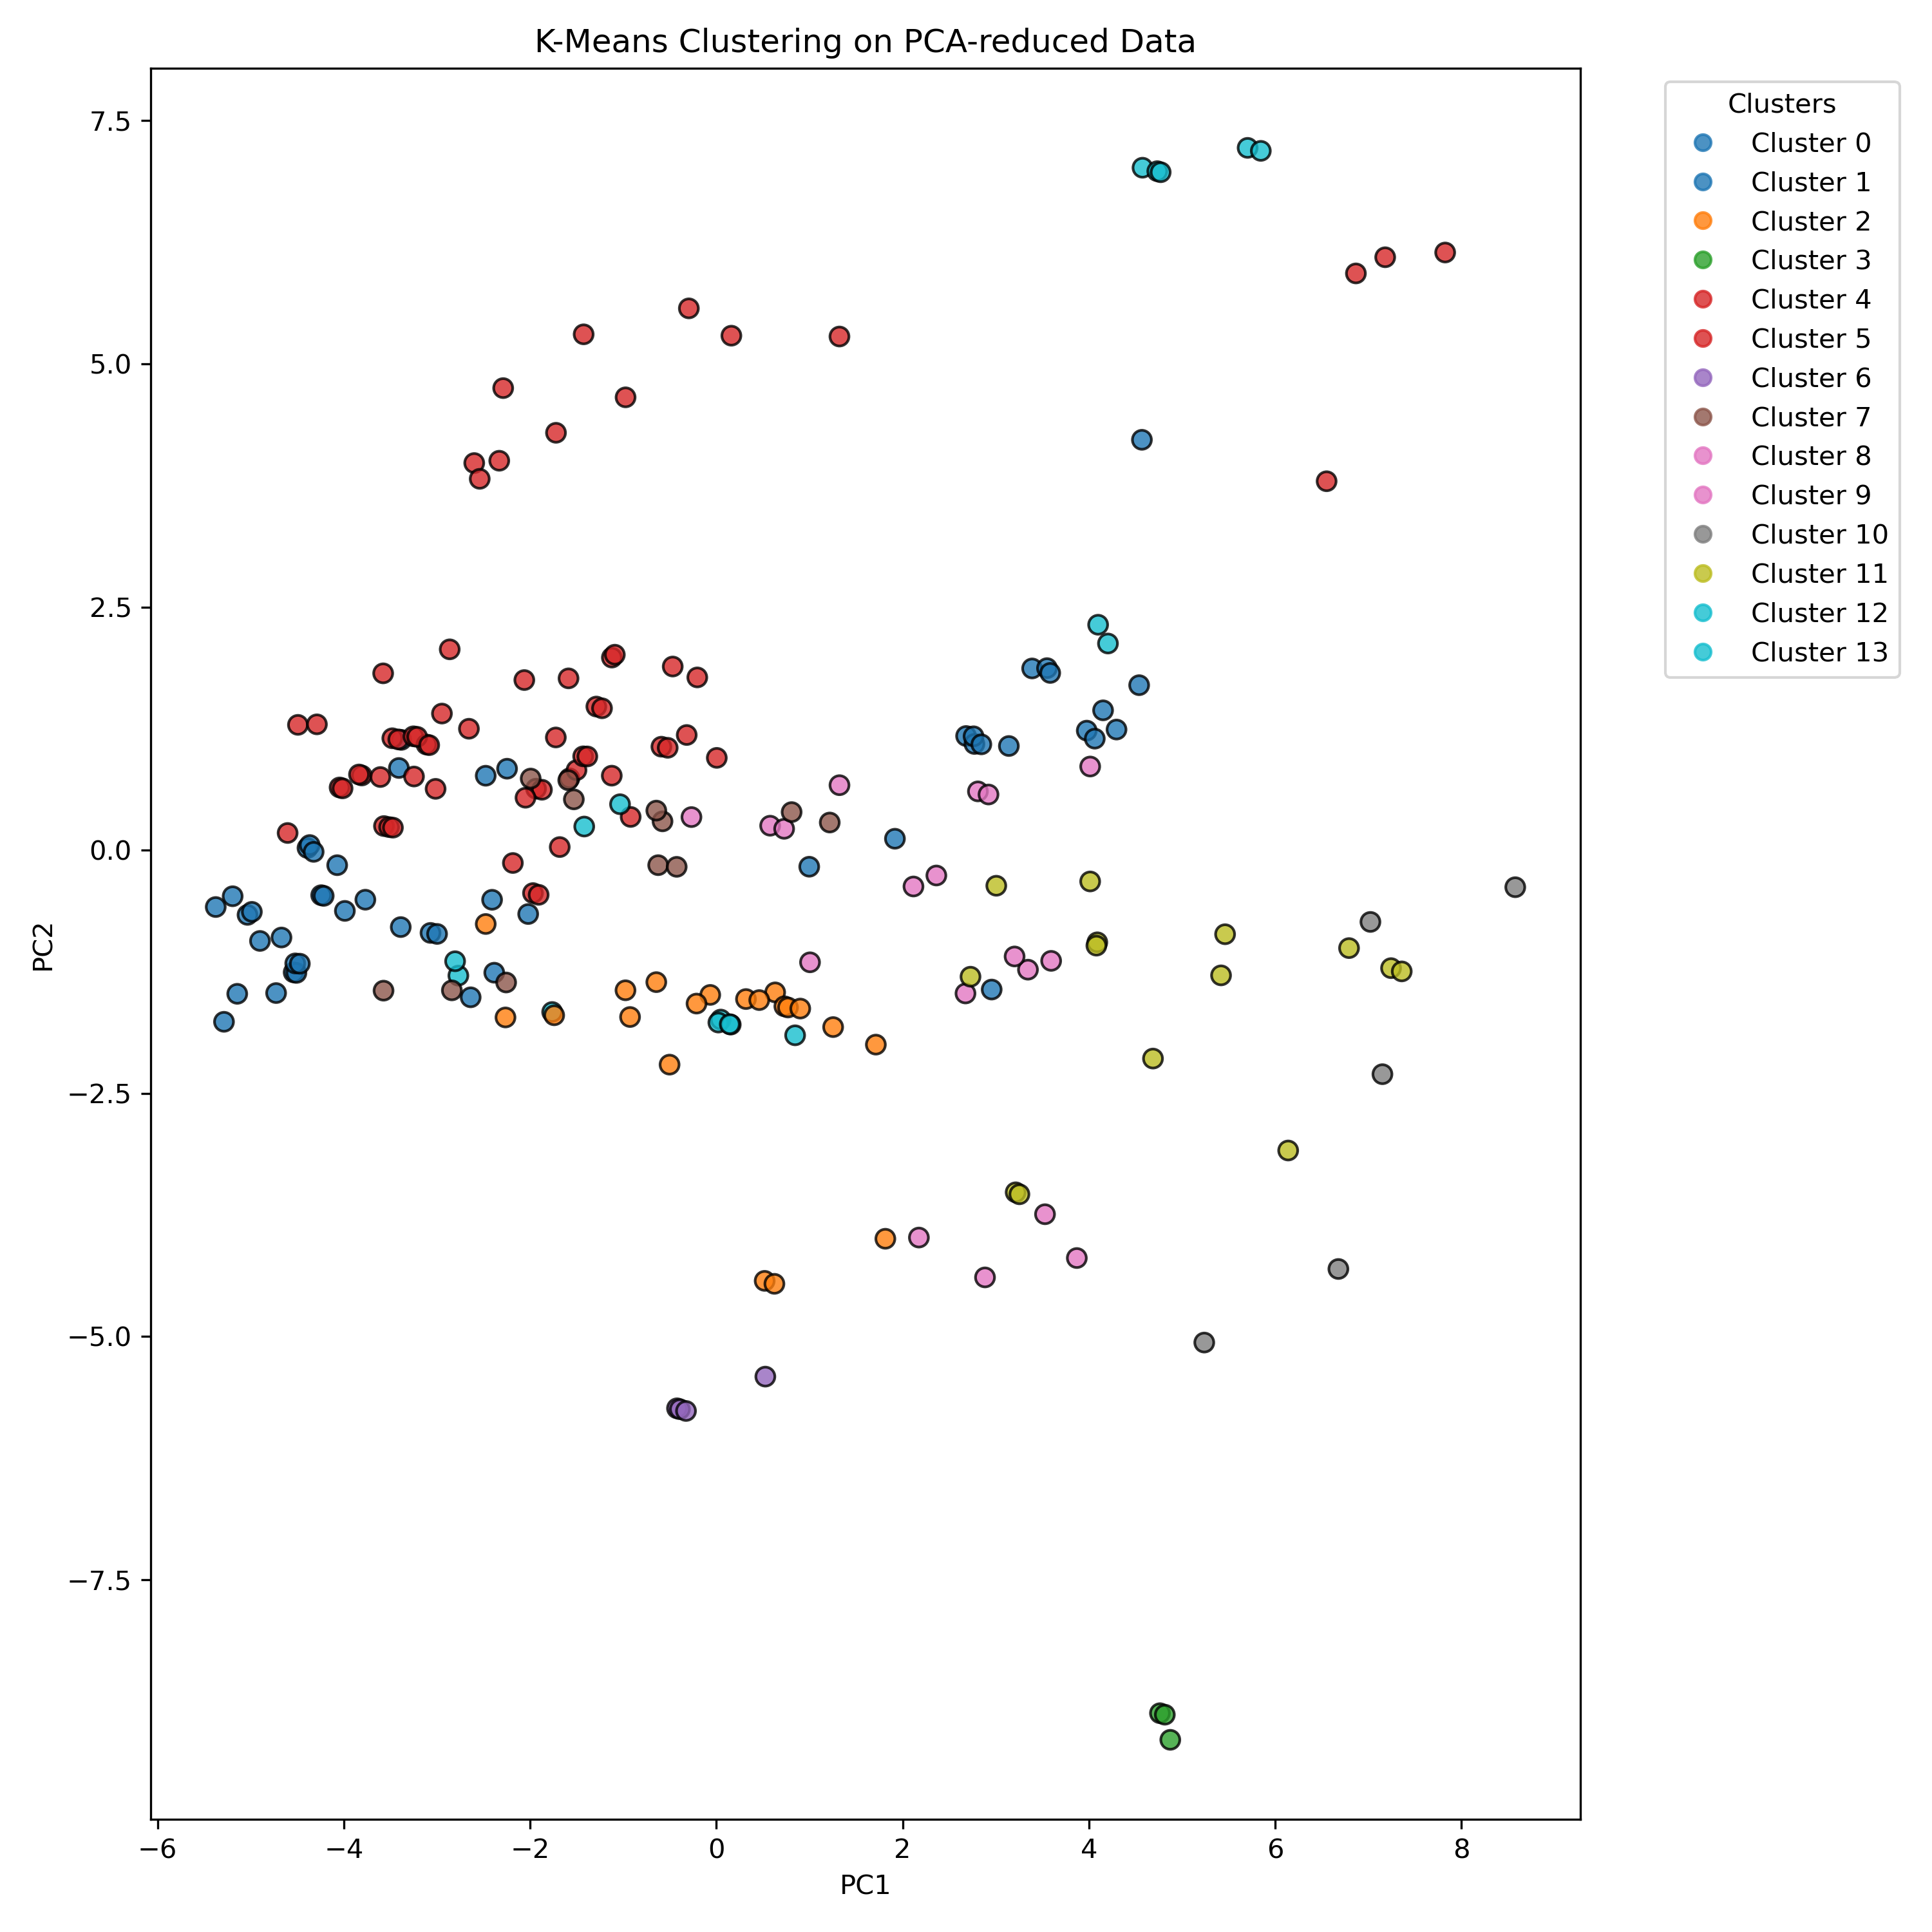 K-Means Clustering on PCA-reduced Data
Clusters
Cluster 0
Cluster 1
Cluster 2
Cluster 3
Cluster 4
Cluster 5
Cluster 6
Cluster 7
Cluster 8
Cluster 9
Cluster 10
Cluster 11
Cluster 12
Cluster 13
PC2
7.5
5.0
2.5
0.0
−2.5
−5.0
−7.5
−6 −4 −2 0 2 4 6 8
PC1